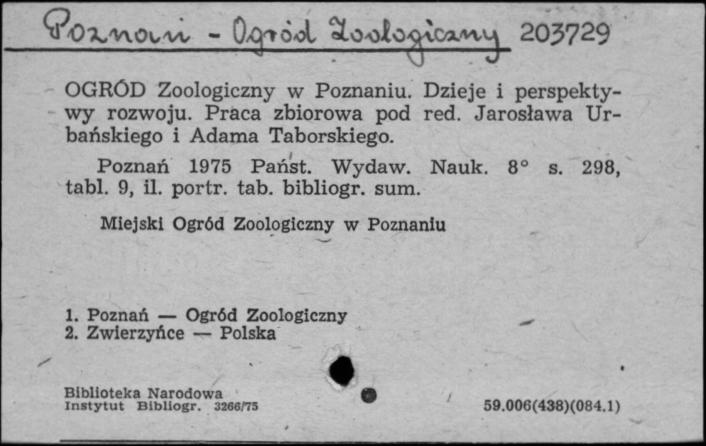 Poznań - Ogród Zoologiczny 203729
OGRÓD Zoologiczny w Poznaniu. Dzieje i perspekty-
wy rozwoju. Praca zbiorowa pod red. Jarosława Ur-
bańskiego i Adama Taborskiego.
Poznań 1975 Państ. Wydaw. Nauk. 8° s. 298,
tabl. 9, il. portr. tab. bibliogr. sum.
Miejski Ogród Zoologiczny w Poznaniu
1. Poznań — Ogród Zoologiczny
2. Zwierzyńce — Polska
Biblioteka Narodowa
Instytut Bibliogr. 3266/75 59.006(438)(084.1)